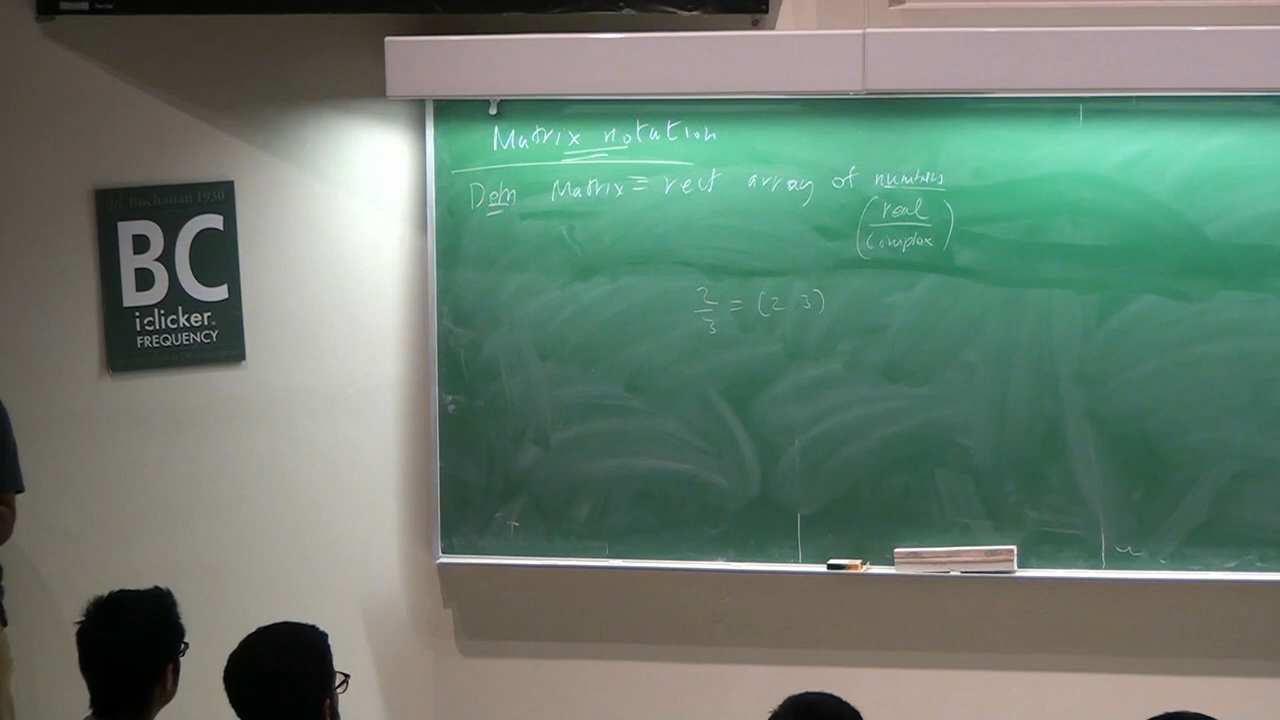 Matrix notation
Defn Matrix ≡ rect array of numbers
(real
complex)
2/3 = (2 3)
Buchanan 1930
BC
iclicker.
FREQUENCY